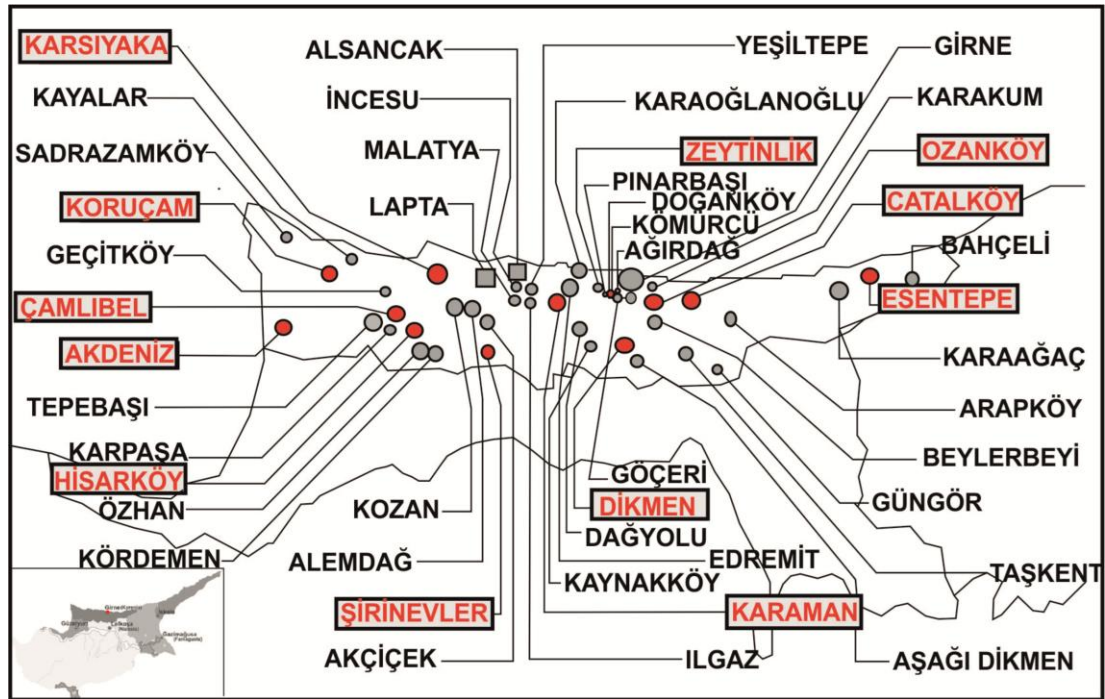 KARSIYAKA
ALSANCAK
YEŞİLTEPE
GİRNE
KAYALAR
İNCESU
KARAOĞLANOĞLU
KARAKUM
SADRAZAMKÖY
MALATYA
ZEYTİNLİK
OZANKÖY
PINARBAŞI
KORUÇAM
LAPTA
DOĞANKÖY
CATALKÖY
KÖMÜRCÜ
GEÇİTKÖY
AĞIRDAĞ
BAHÇELİ
ÇAMLIBEL
ESENTEPE
AKDENİZ
KARAAĞAÇ
TEPEBAŞI
ARAPKÖY
KARPAŞA
BEYLERBEYİ
HİSARKÖY
GÖÇERİ
ÖZHAN
KOZAN
DİKMEN
GÜNGÖR
DAĞYOLU
KÖRDEMEN
ALEMDAĞ
EDREMİT
KAYNAKKÖY
TAŞKENT
ŞİRİNEVLER
KARAMAN
AKÇİÇEK
ILGAZ
AŞAĞI DİKMEN